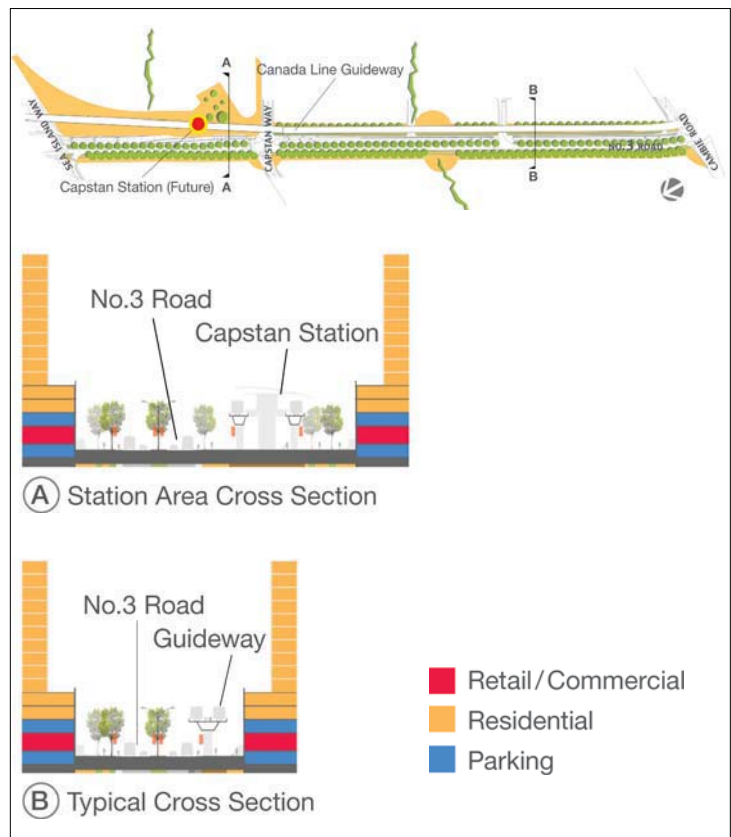 A
Canada Line Guideway
B
SEA ISLAND WAY
CAPSTAN WAY
NO. 3 ROAD
CAMBIE ROAD
Capstan Station (Future)
A
B
No.3 Road
Capstan Station
A Station Area Cross Section
No.3 Road
Guideway
Retail/Commercial
Residential
Parking
B Typical Cross Section